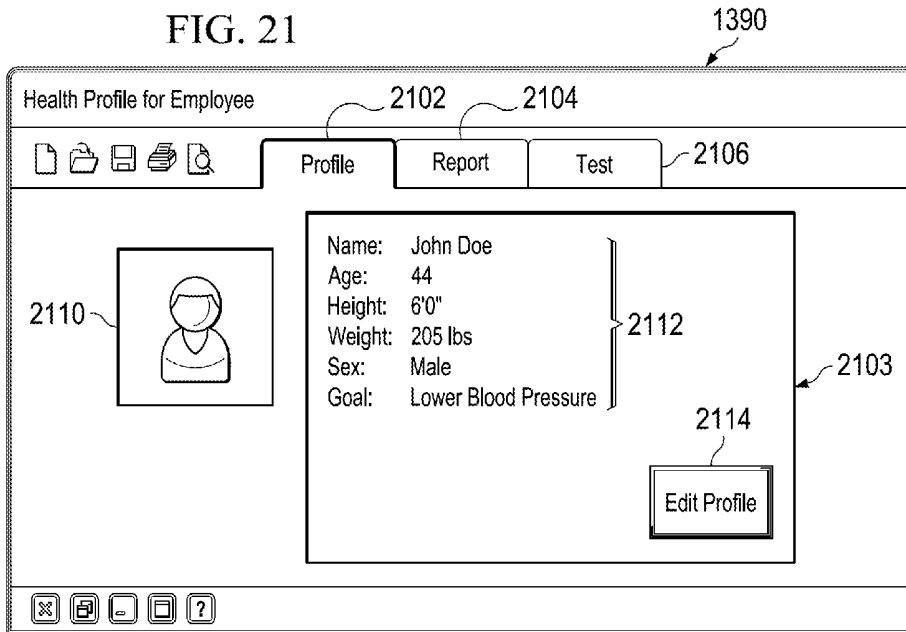 FIG. 21
1390
Health Profile for Employee
2102
2104
Profile
Report
Test
2106
2110
Name: John Doe
Age: 44
Height: 6'0"
Weight: 205 lbs
Sex: Male
Goal: Lower Blood Pressure
2112
2103
2114
Edit Profile
?